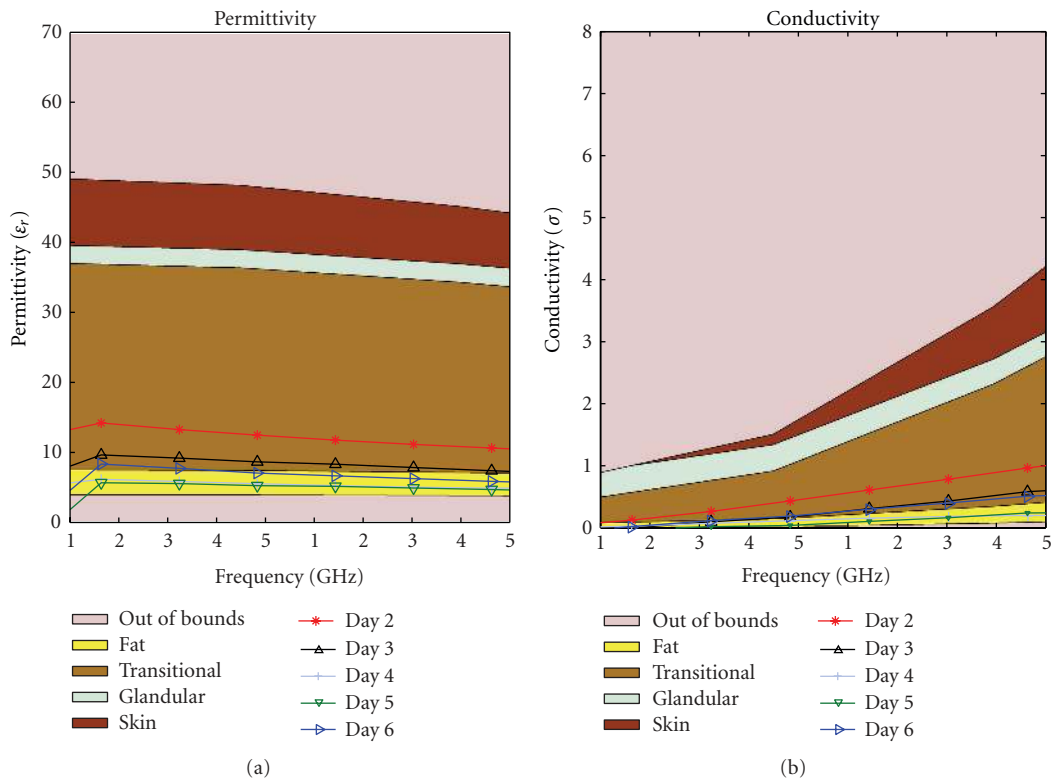 Permittivity
70
60
50
40
30
20
10
0
Permittivity (εr)
1 2 3 4 5 1 2 3 4 5
Frequency (GHz)
Out of bounds
Fat
Transitional
Glandular
Skin
Day 2
Day 3
Day 4
Day 5
Day 6
(a)
Conductivity
8
7
6
5
4
3
2
1
0
Conductivity (σ)
1 2 3 4 5 1 2 3 4 5
Frequency (GHz)
Out of bounds
Fat
Transitional
Glandular
Skin
Day 2
Day 3
Day 4
Day 5
Day 6
(b)